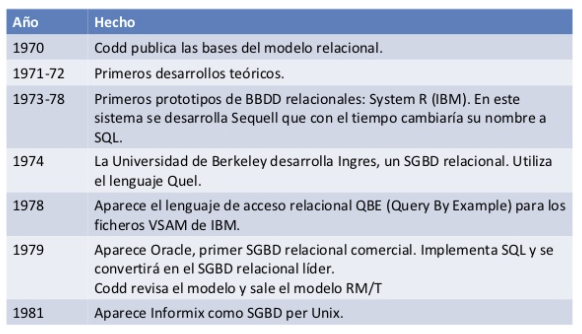 Año Hecho
1970 Codd publica las bases del modelo relacional.
1971-72 Primeros desarrollos teóricos.
1973-78 Primeros prototipos de BBDD relacionales: System R (IBM). En este
sistema se desarrolla Sequell que con el tiempo cambiaría su nombre a
SQL.
1974 La Universidad de Berkeley desarrolla Ingres, un SGBD relacional. Utiliza
el lenguaje Quel.
1978 Aparece el lenguaje de acceso relacional QBE (Query By Example) para los
ficheros VSAM de IBM.
1979 Aparece Oracle, primer SGBD relacional comercial. Implementa SQL y se
convertirá en el SGBD relacional líder.
Codd revisa el modelo y sale el modelo RM/T
1981 Aparece Informix como SGBD per Unix.